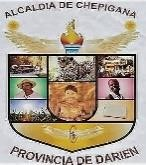 ALCALDIA DE CHEPIGANA
PROVINCIA DE DARIEN